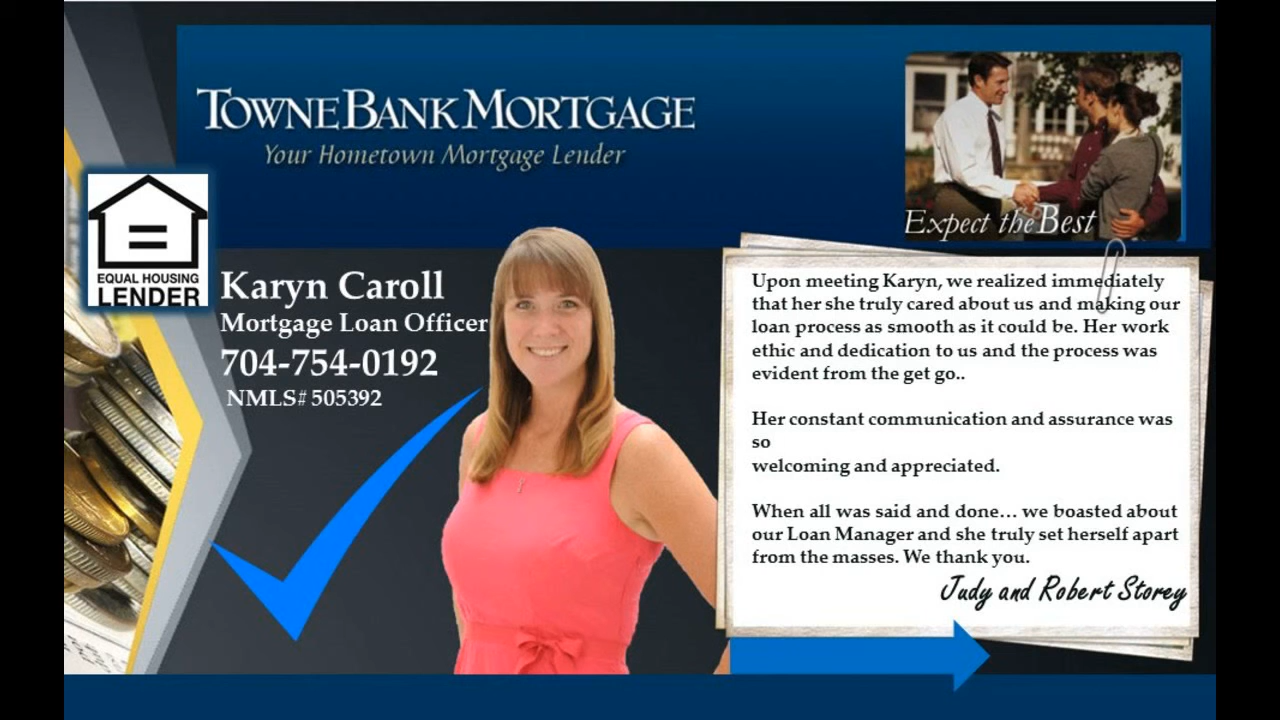 TOWNEBANK MORTGAGE
Your Hometown Mortgage Lender
Expect the Best
EQUAL HOUSING
LENDER
Karyn Caroll
Mortgage Loan Officer
704-754-0192
NMLS# 505392
Upon meeting Karyn, we realized immediately
that her she truly cared about us and making our
loan process as smooth as it could be. Her work
ethic and dedication to us and the process was
evident from the get go..
Her constant communication and assurance was
so
welcoming and appreciated.
When all was said and done… we boasted about
our Loan Manager and she truly set herself apart
from the masses. We thank you.
Judy and Robert Storey